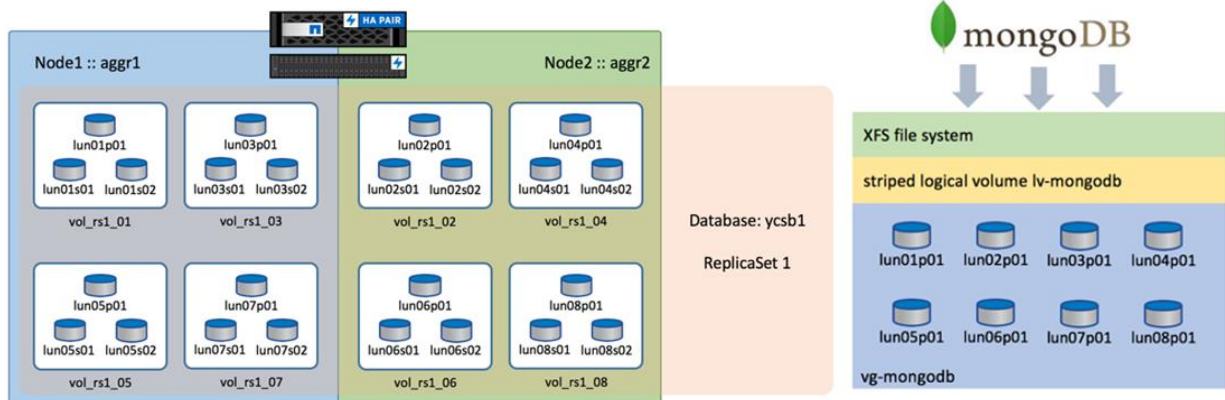 HA PAIR
Node1 :: aggr1
Node2 :: aggr2
lun01p01
lun01s01 lun01s02
vol_rs1_01
lun03p01
lun03s01 lun03s02
vol_rs1_03
lun02p01
lun02s01 lun02s02
vol_rs1_02
lun04p01
lun04s01 lun04s02
vol_rs1_04
lun05p01
lun05s01 lun05s02
vol_rs1_05
lun07p01
lun07s01 lun07s02
vol_rs1_07
lun06p01
lun06s01 lun06s02
vol_rs1_06
lun08p01
lun08s01 lun08s02
vol_rs1_08
Database: ycsb1
ReplicaSet 1
mongoDB
XFS file system
striped logical volume lv-mongodb
lun01p01 lun02p01 lun03p01 lun04p01
lun05p01 lun06p01 lun07p01 lun08p01
vg-mongodb